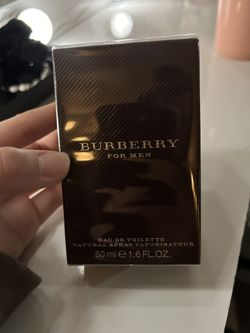 BURBERRY
FOR MEN
EAU DE TOILETTE
NATURAL SPRAY VAPORISATEUR
50 ml ℮ 1.6 FL.OZ.